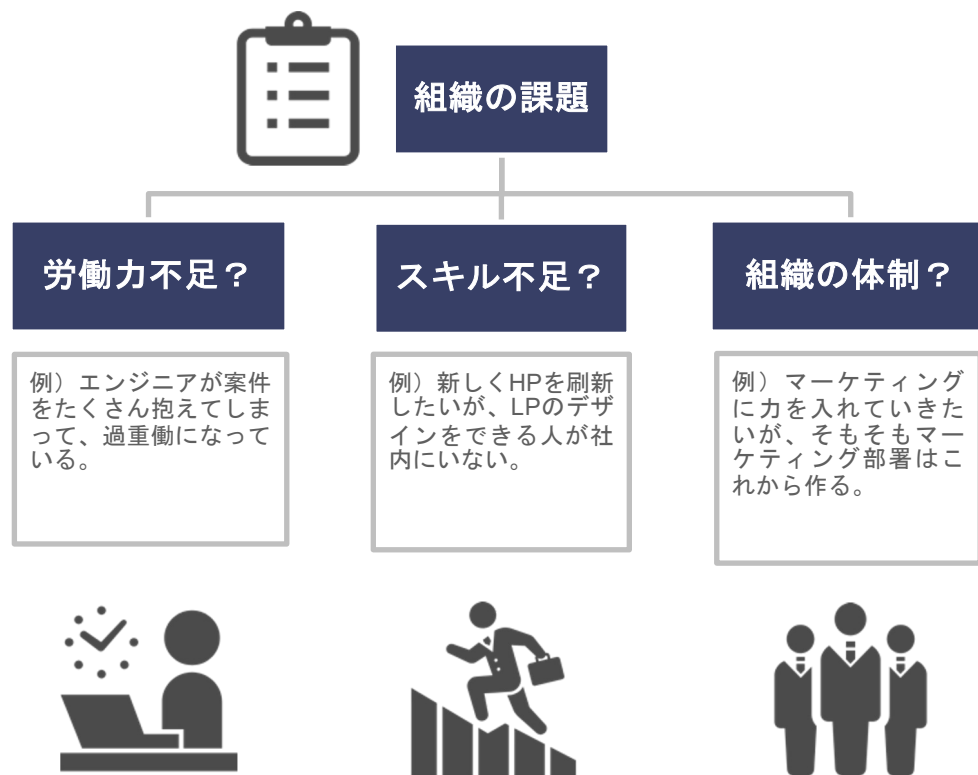 組織の課題
労働力不足？
スキル不足？
組織の体制？
例）エンジニアが案件
をたくさん抱えてしま
って、過重働になって
いる。
例）新しくHPを刷新
したいが、LPのデザ
インをできる人が社
内にいない。
例）マーケティング
に力を入れていきた
いが、そもそもマー
ケティング部署はこ
れから作る。